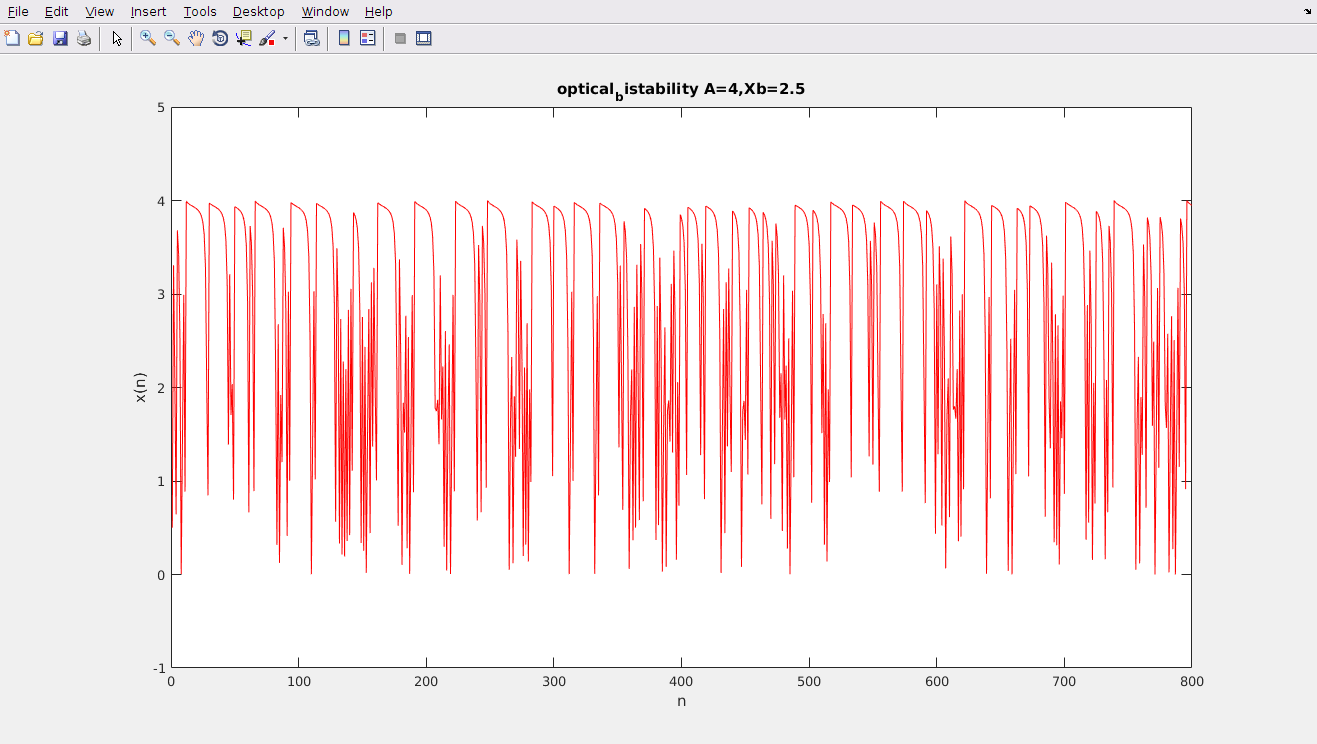 File Edit View Insert Tools Desktop Window Help
optical_bistability A=4,Xb=2.5
5
4
3
2
1
0
-1
x(n)
0 100 200 300 400 500 600 700 800
n